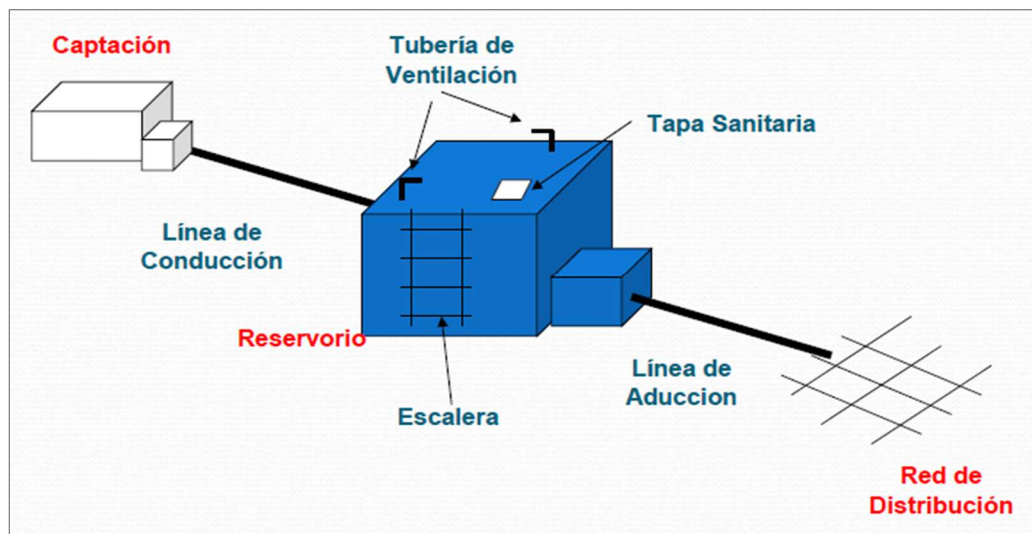 Captación
Tubería de
Ventilación
Tapa Sanitaria
Línea de
Conducción
Reservorio
Escalera
Línea de
Aduccion
Red de
Distribución